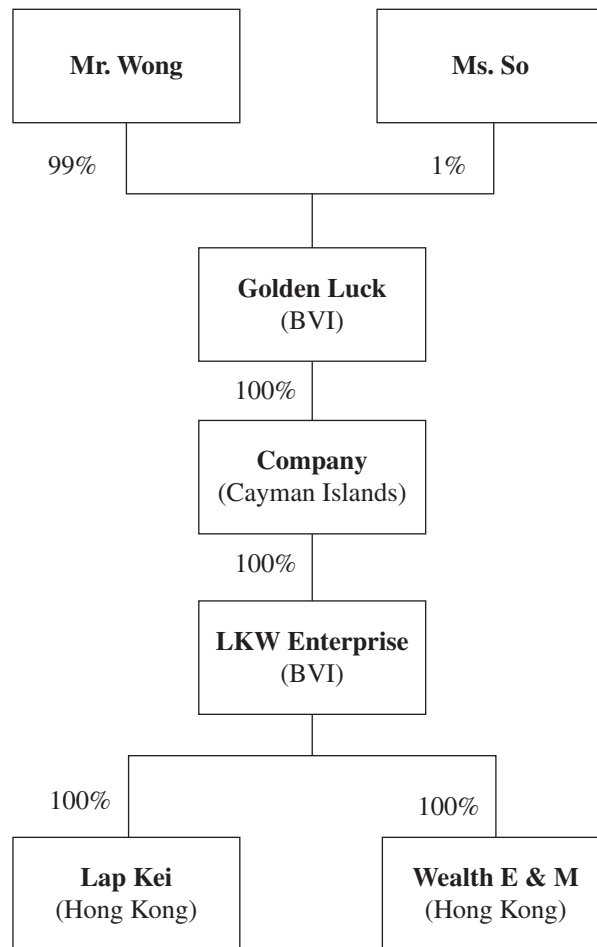 Mr. Wong
Ms. So
99%
1%
Golden Luck
(BVI)
100%
Company
(Cayman Islands)
100%
LKW Enterprise
(BVI)
100%
100%
Lap Kei
(Hong Kong)
Wealth E & M
(Hong Kong)